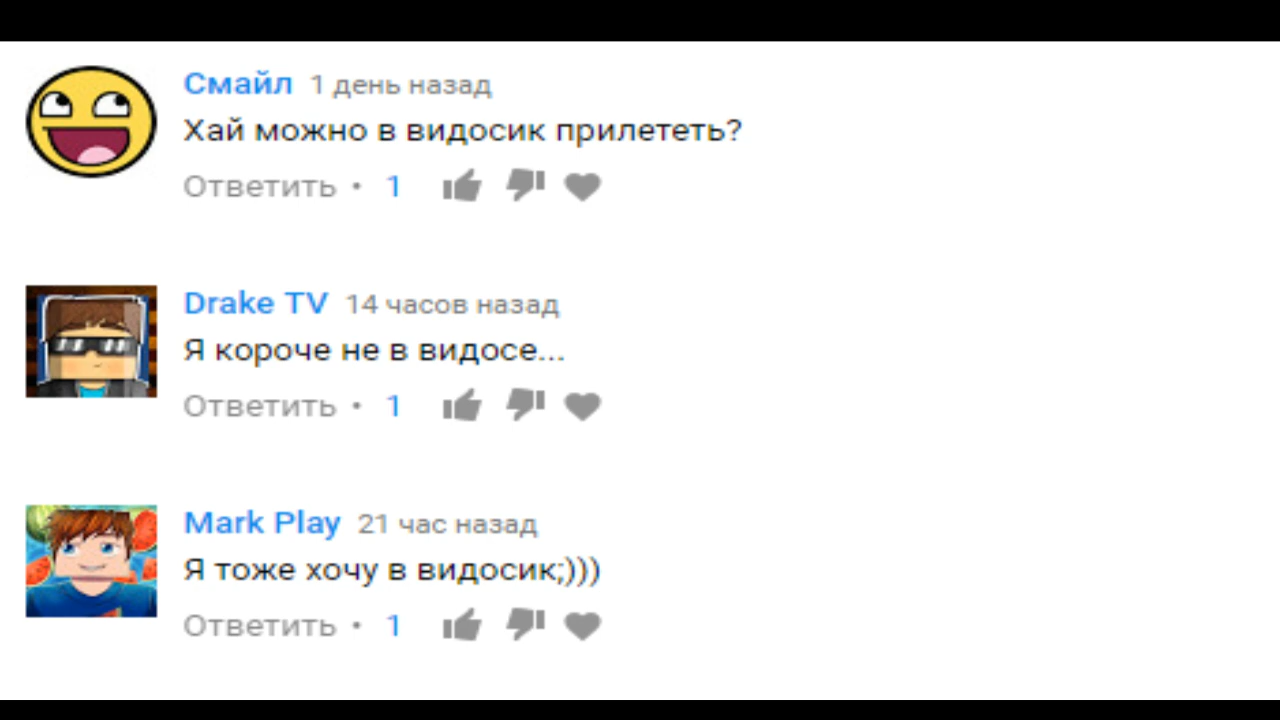 Смайл 1 день назад
Хай можно в видосик прилететь?
Ответить • 1
Drake TV 14 часов назад
Я короче не в видосе...
Ответить • 1
Mark Play 21 час назад
Я тоже хочу в видосик;)))
Ответить • 1